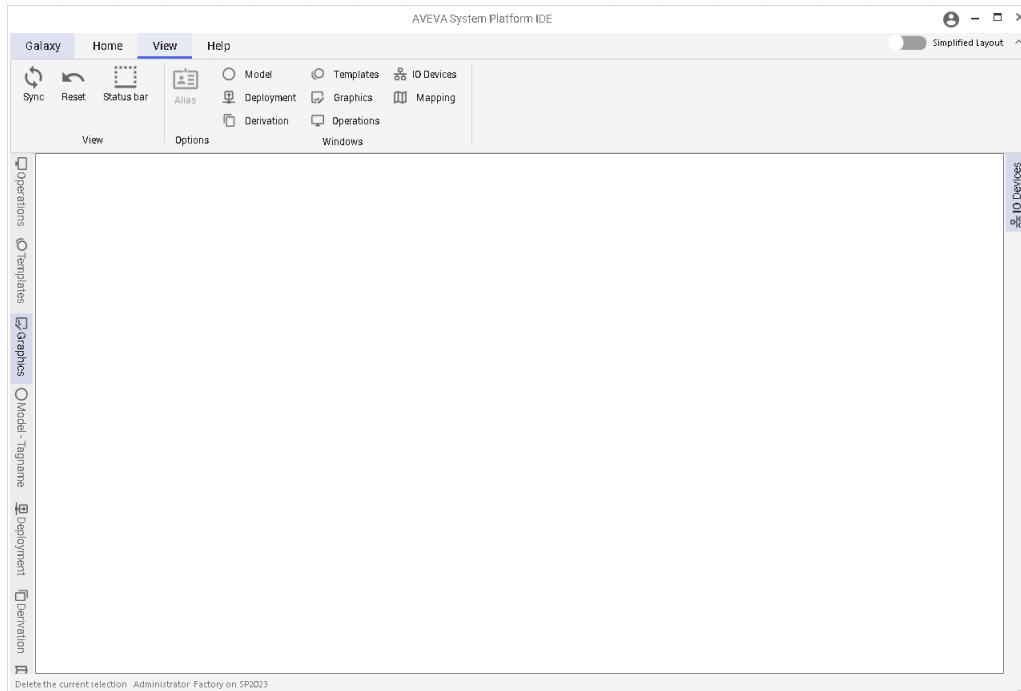 AVEVA System Platform IDE
Galaxy Home View Help Simplified Layout
Sync Reset Status bar Alias Model Templates IO Devices
Deployment Graphics Mapping
Derivation Operations
View Options Windows
Operations
Templates
Graphics
Model - Tagname
Deployment
Derivation
IO Devices
Delete the current selection Administrator Factory on SP2023